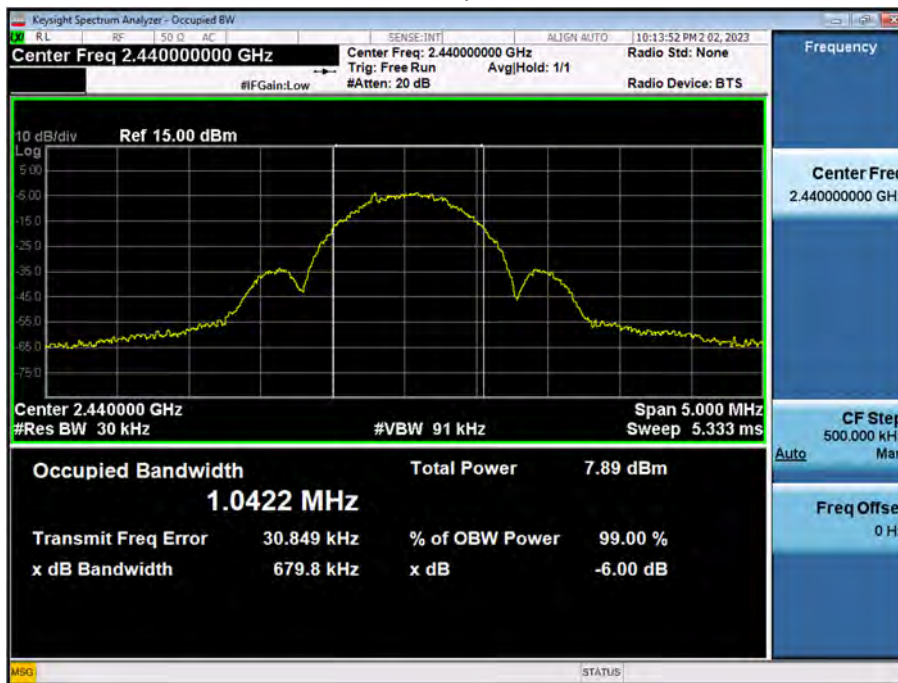 Keysight Spectrum Analyzer - Occupied BW
RL RF 50 Ω AC SENSE:INT ALIGN AUTO 10:13:52 PM 2 02, 2023
Center Freq 2.440000000 GHz
Center Freq: 2.440000000 GHz Radio Std: None
Trig: Free Run Avg|Hold: 1/1
#IFGain:Low #Atten: 20 dB Radio Device: BTS
10 dB/div Ref 15.00 dBm
Log
5.00
-5.00
-15.0
-25.0
-35.0
-45.0
-55.0
-65.0
-75.0
Center 2.440000 GHz Span 5.000 MHz
#Res BW 30 kHz #VBW 91 kHz Sweep 5.333 ms
Occupied Bandwidth Total Power 7.89 dBm
1.0422 MHz
Transmit Freq Error 30.849 kHz % of OBW Power 99.00 %
x dB Bandwidth 679.8 kHz x dB -6.00 dB
Frequency
Center Fre
2.440000000 GH
CF Step
500.000 kH
Auto Ma
Freq Offse
0 H
MSG STATUS